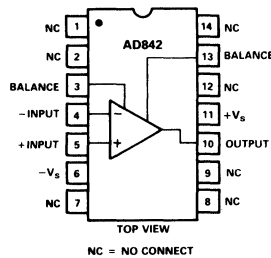 NC 1 14 NC
AD842
NC 2 13 BALANCE
BALANCE 3 12 NC
−INPUT 4 − 11 +VS
+INPUT 5 + 10 OUTPUT
−VS 6 9 NC
NC 7 8 NC
TOP VIEW
NC = NO CONNECT